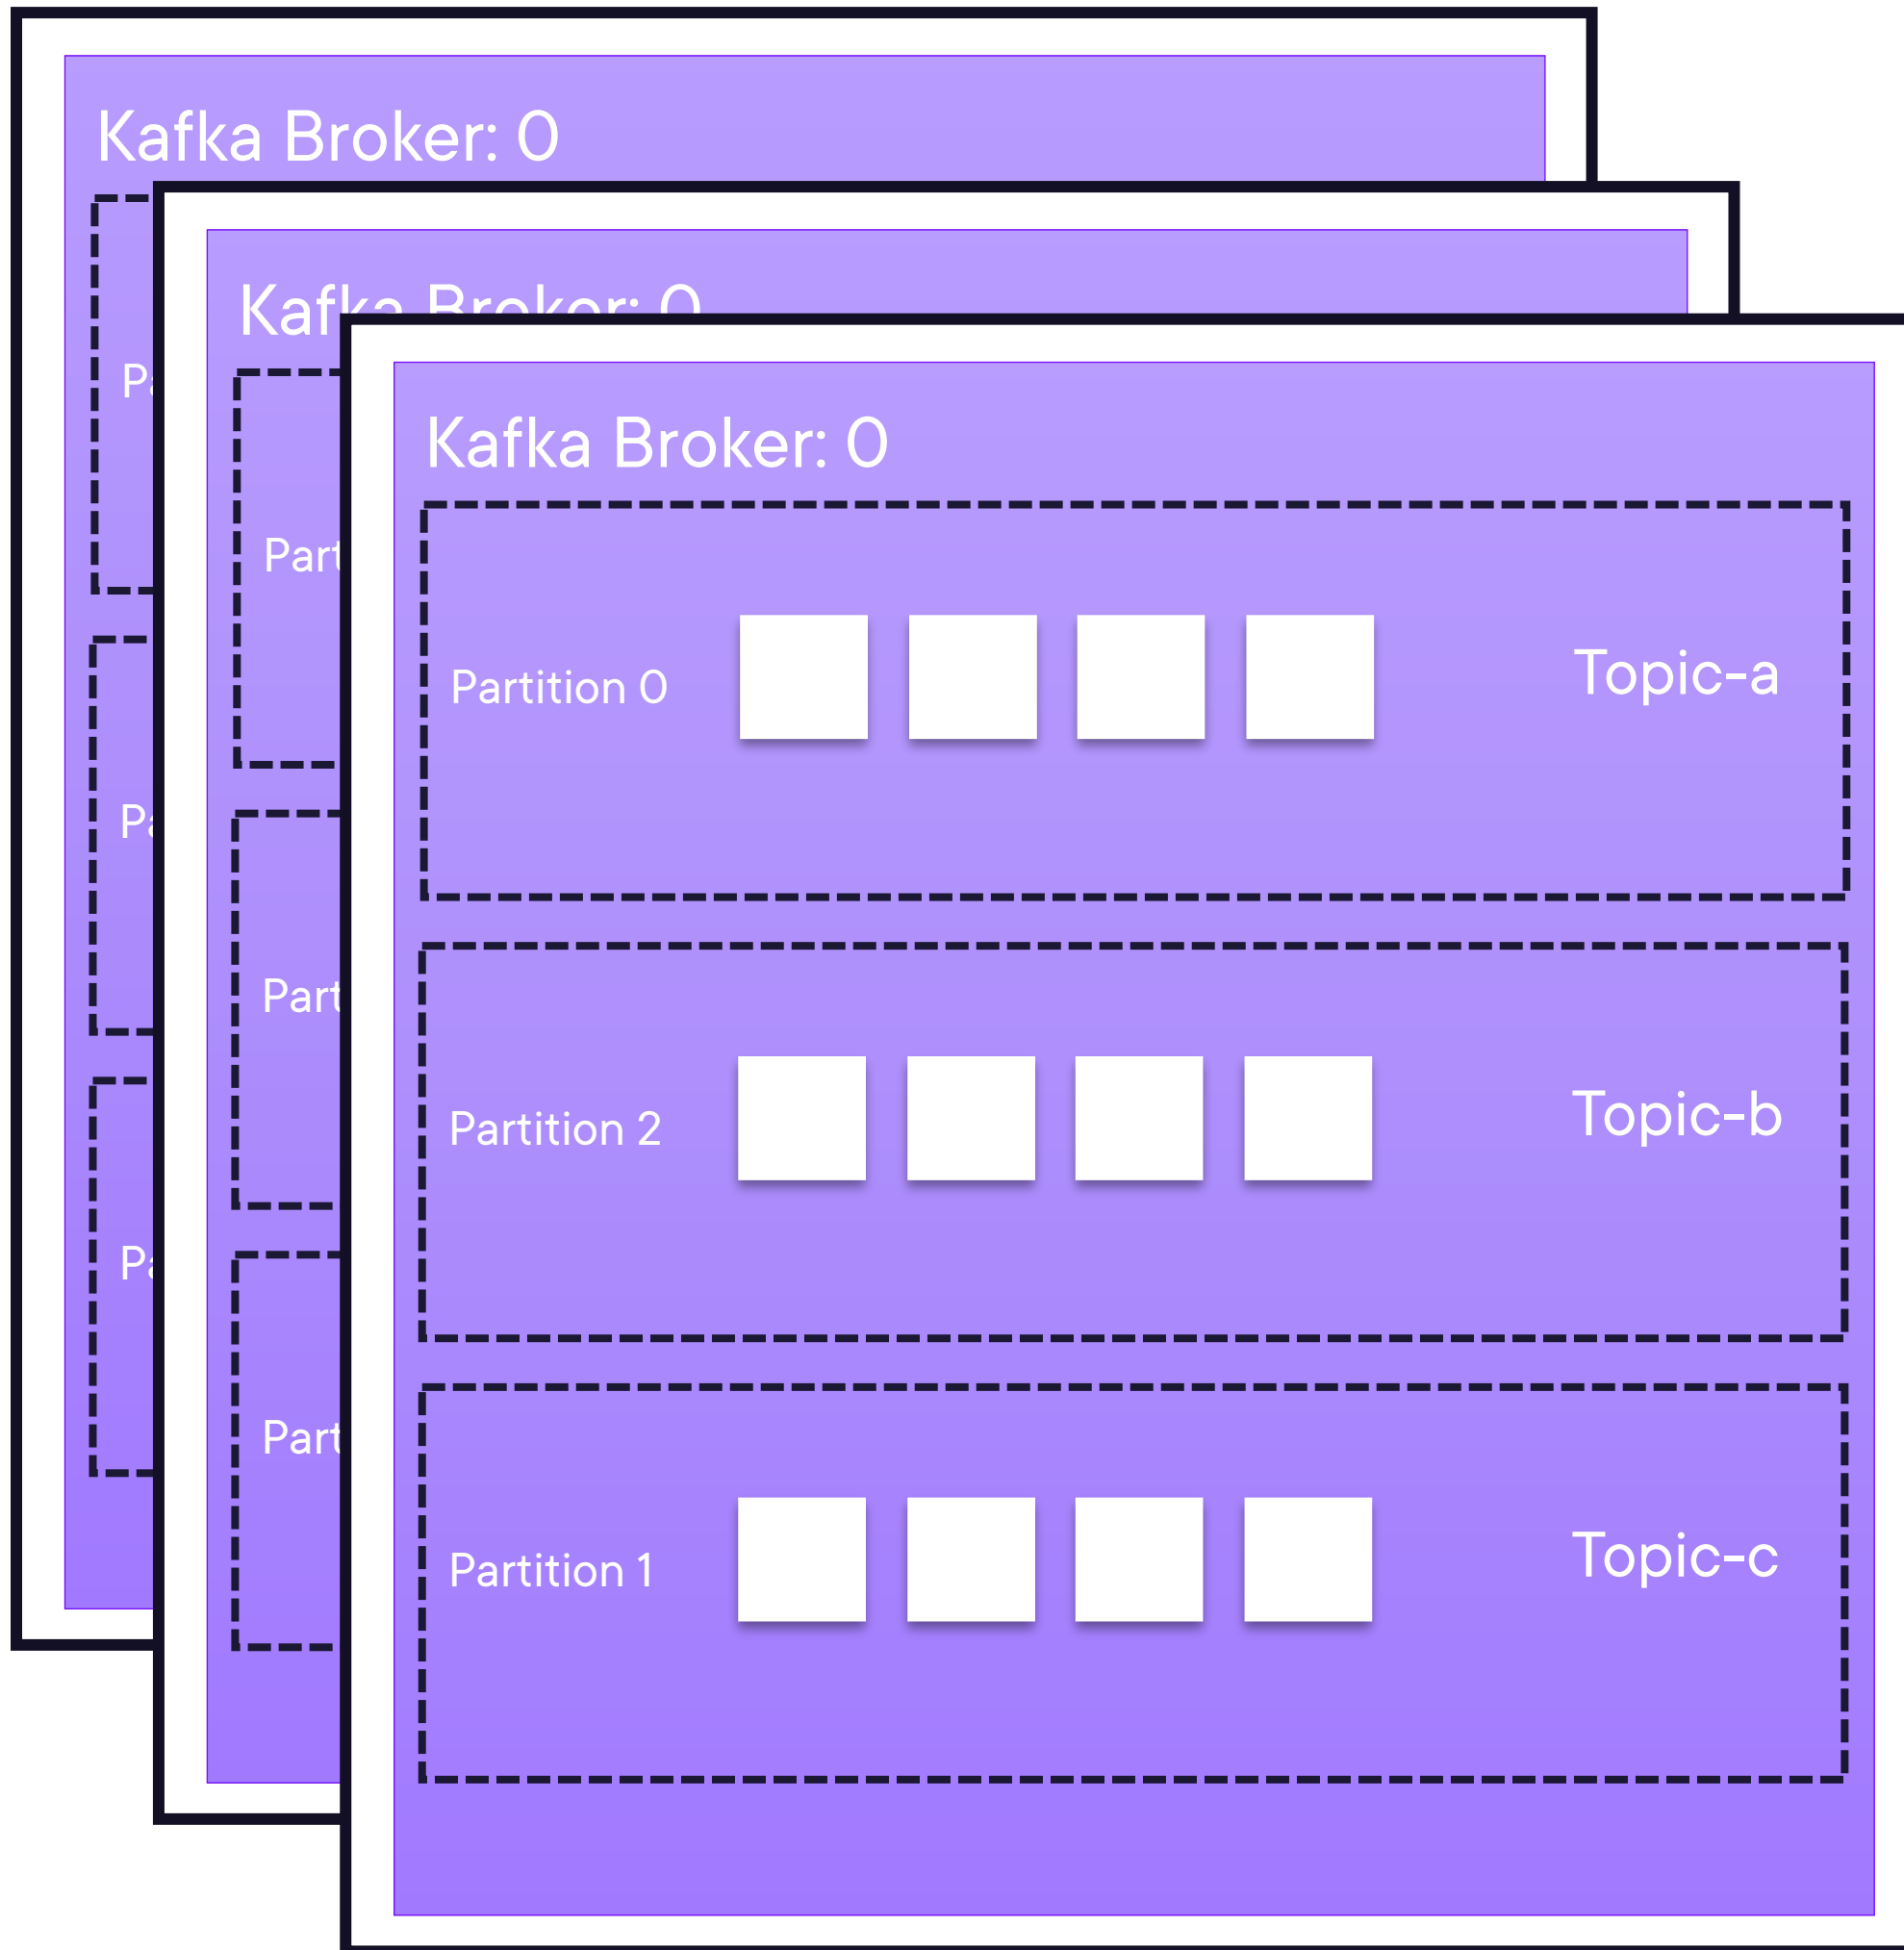 Kafka Broker: 0
Kafka Broker: 0
Kafka Broker: 0
Partition 0
Topic-a
Partition 2
Topic-b
Partition 1
Topic-c